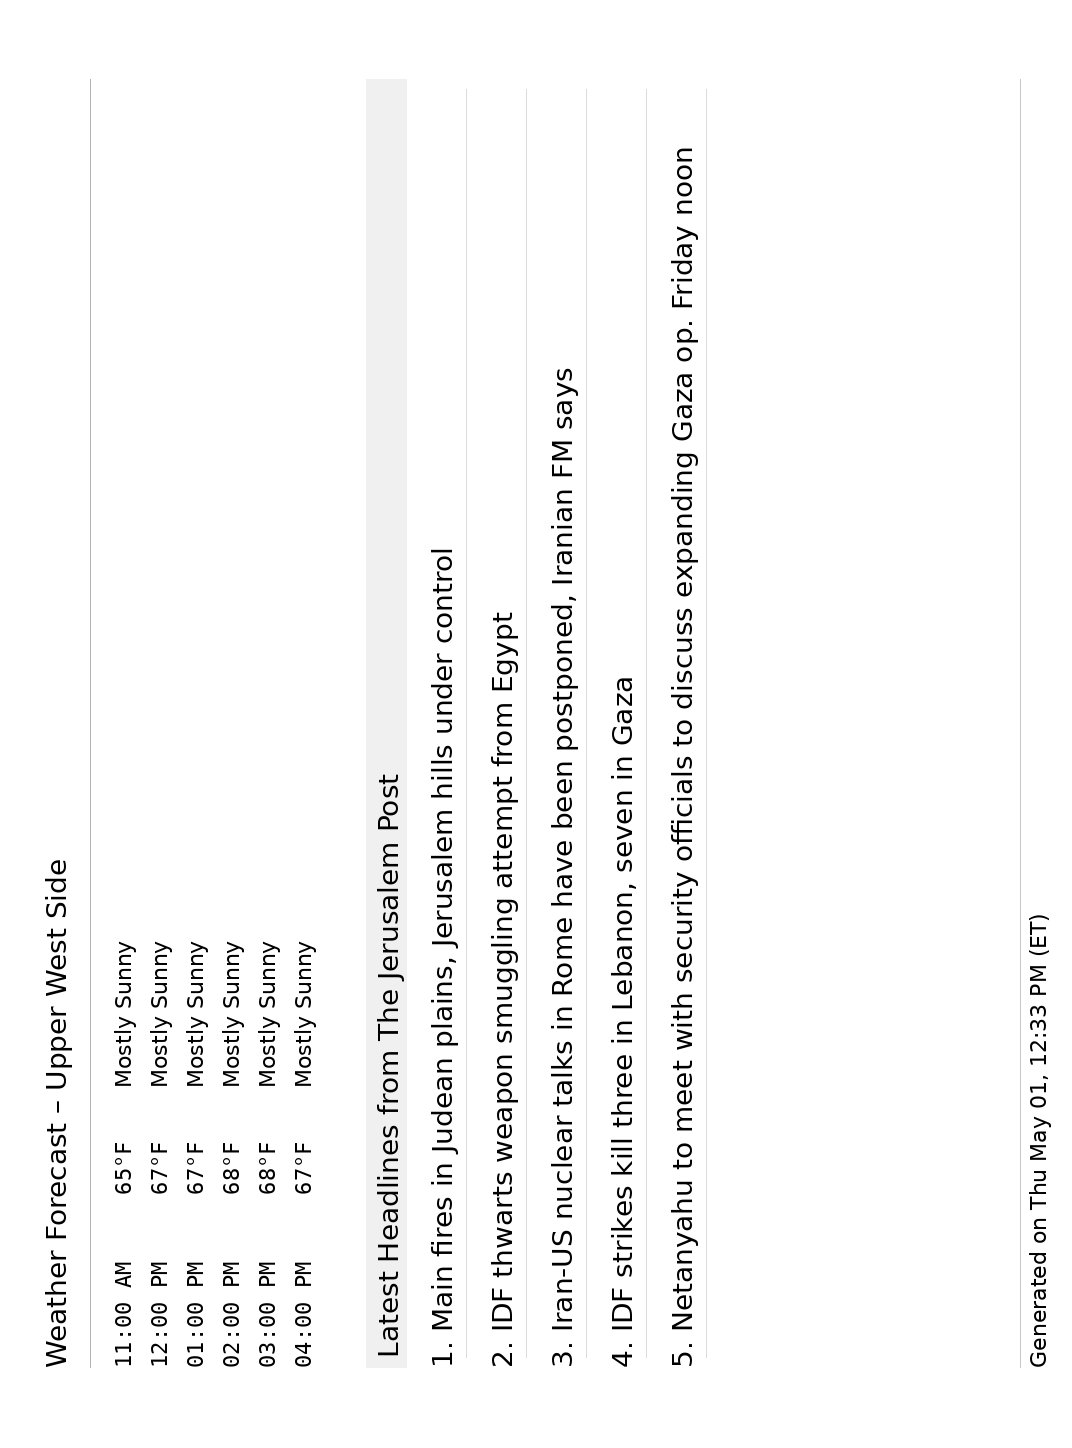 Weather Forecast – Upper West Side
11:00 AM 65°F Mostly Sunny
12:00 PM 67°F Mostly Sunny
01:00 PM 67°F Mostly Sunny
02:00 PM 68°F Mostly Sunny
03:00 PM 68°F Mostly Sunny
04:00 PM 67°F Mostly Sunny
Latest Headlines from The Jerusalem Post
1. Main fires in Judean plains, Jerusalem hills under control
2. IDF thwarts weapon smuggling attempt from Egypt
3. Iran-US nuclear talks in Rome have been postponed, Iranian FM says
4. IDF strikes kill three in Lebanon, seven in Gaza
5. Netanyahu to meet with security officials to discuss expanding Gaza op. Friday noon
Generated on Thu May 01, 12:33 PM (ET)